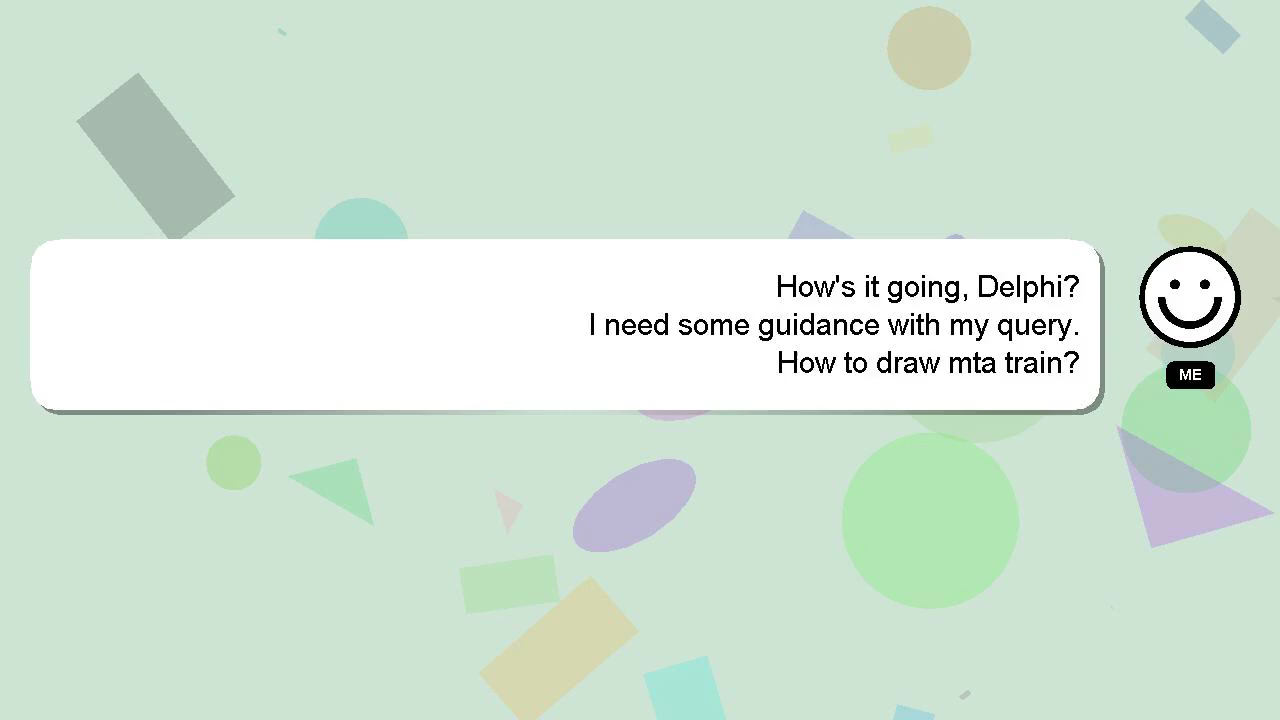 How's it going, Delphi?
I need some guidance with my query.
How to draw mta train?
ME